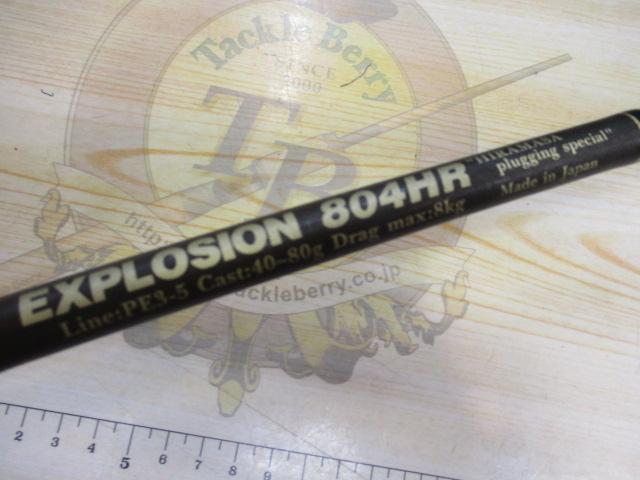 Tackle Berry
SINCE
2000
TB
EXPLOSION 804HR "HIRAMASA
plugging special"
Line:PE3-5 Cast:40-80g Drag max:8kg
Made in Japan
http
tackleberry.co.jp
2 3 4 5 6 7 8 9